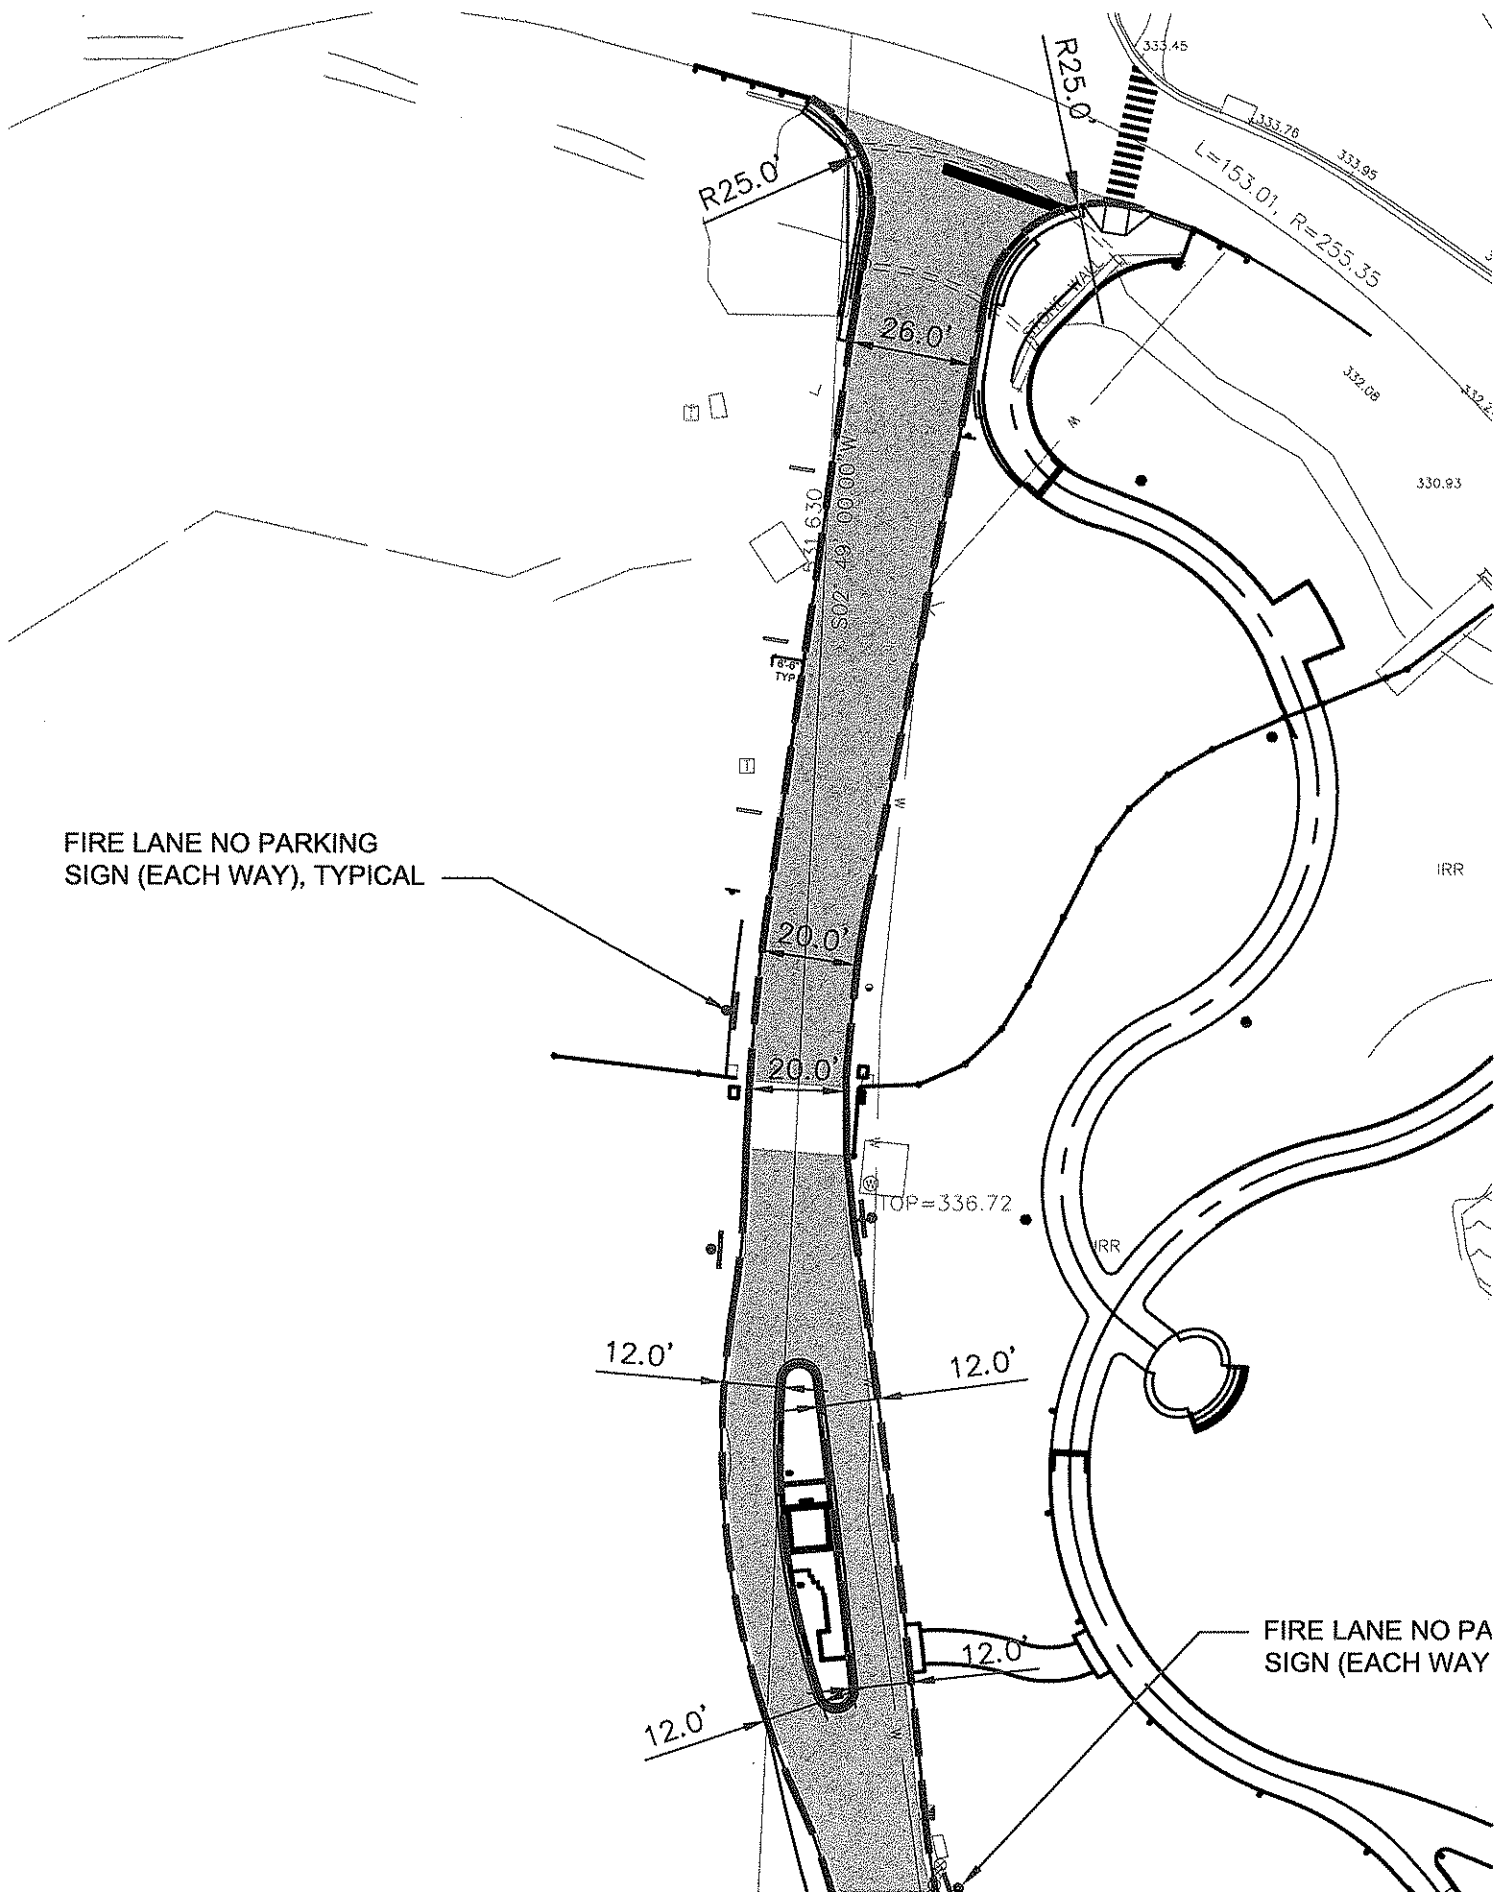 333.45
R25.0'
333.76
333.95
L=153.01, R=255.35
R25.0'
STONE WALL
26.0'
332.08
W
330.93
S02° 49' 00.00"W
6'-6"
TYP
T
W
FIRE LANE NO PARKING
SIGN (EACH WAY), TYPICAL
IRR
20.0'
20.0'
W
TOP=336.72
IRR
12.0'
12.0'
FIRE LANE NO PA
SIGN (EACH WAY
12.0'
12.0'
W